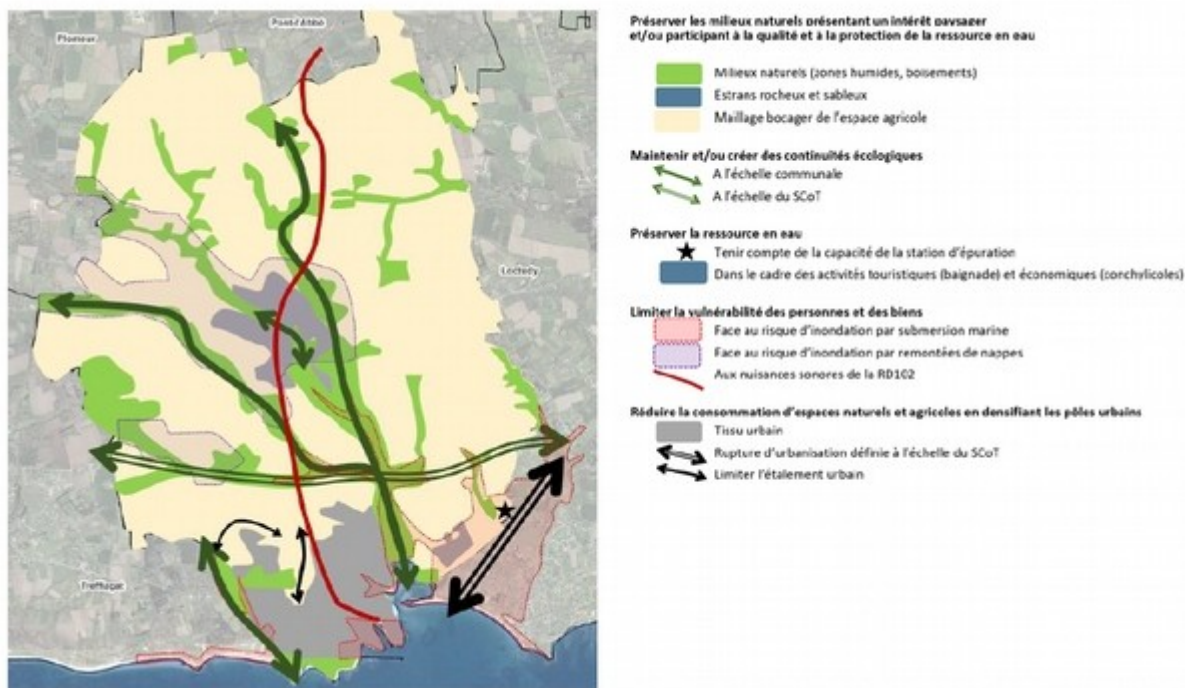 Plomeur
Pont-l'Abbé
Loctudy
Treffiagat
Préserver les milieux naturels présentant un intérêt paysager
et/ou participant à la qualité et à la protection de la ressource en eau
Milieux naturels (zones humides, boisements)
Estrans rocheux et sableux
Maillage bocager de l'espace agricole
Maintenir et/ou créer des continuités écologiques
A l'échelle communale
A l'échelle du SCoT
Préserver la ressource en eau
Tenir compte de la capacité de la station d'épuration
Dans le cadre des activités touristiques (baignade) et économiques (conchylicoles)
Limiter la vulnérabilité des personnes et des biens
Face au risque d'inondation par submersion marine
Face au risque d'inondation par remontées de nappes
Aux nuisances sonores de la RD102
Réduire la consommation d'espaces naturels et agricoles en densifiant les pôles urbains
Tissu urbain
Rupture d'urbanisation définie à l'échelle du SCoT
Limiter l'étalement urbain